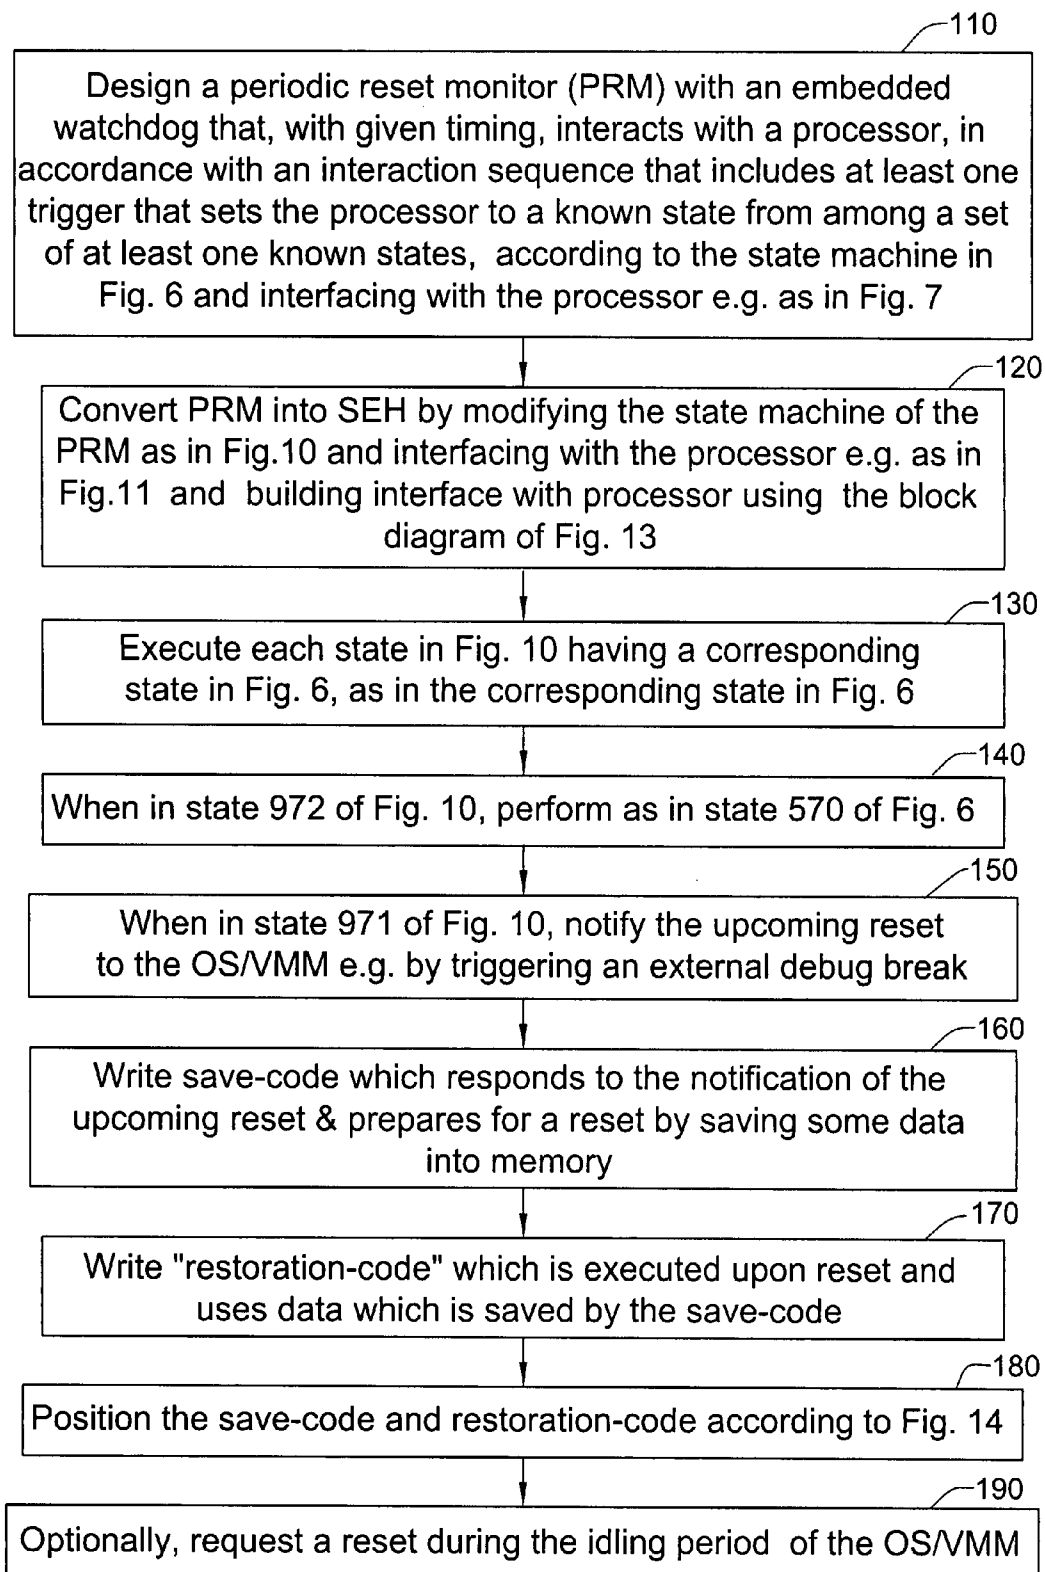 110
Design a periodic reset monitor (PRM) with an embedded
watchdog that, with given timing, interacts with a processor, in
accordance with an interaction sequence that includes at least one
trigger that sets the processor to a known state from among a set
of at least one known states, according to the state machine in
Fig. 6 and interfacing with the processor e.g. as in Fig. 7
120
Convert PRM into SEH by modifying the state machine of the
PRM as in Fig.10 and interfacing with the processor e.g. as in
Fig.11 and building interface with processor using the block
diagram of Fig. 13
130
Execute each state in Fig. 10 having a corresponding
state in Fig. 6, as in the corresponding state in Fig. 6
140
When in state 972 of Fig. 10, perform as in state 570 of Fig. 6
150
When in state 971 of Fig. 10, notify the upcoming reset
to the OS/VMM e.g. by triggering an external debug break
160
Write save-code which responds to the notification of the
upcoming reset & prepares for a reset by saving some data
into memory
170
Write "restoration-code" which is executed upon reset and
uses data which is saved by the save-code
180
Position the save-code and restoration-code according to Fig. 14
190
Optionally, request a reset during the idling period of the OS/VMM